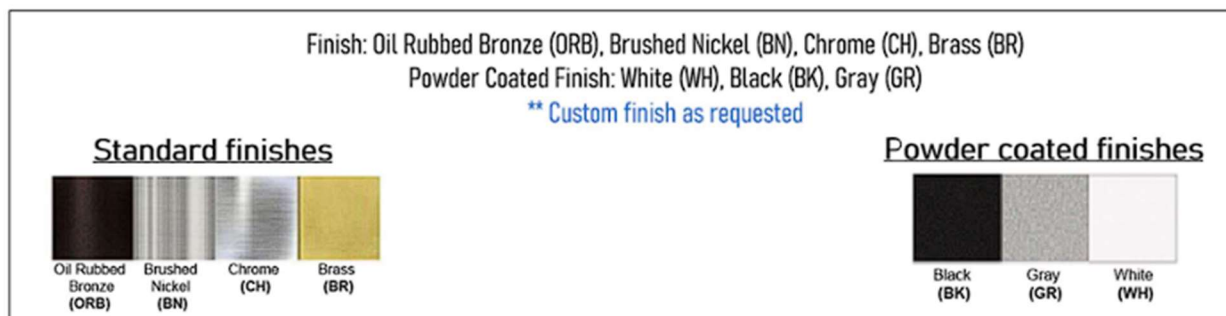 Finish: Oil Rubbed Bronze (ORB), Brushed Nickel (BN), Chrome (CH), Brass (BR)
Powder Coated Finish: White (WH), Black (BK), Gray (GR)
** Custom finish as requested
Standard finishes
Oil Rubbed
Bronze
(ORB)
Brushed
Nickel
(BN)
Chrome
(CH)
Brass
(BR)
Powder coated finishes
Black
(BK)
Gray
(GR)
White
(WH)